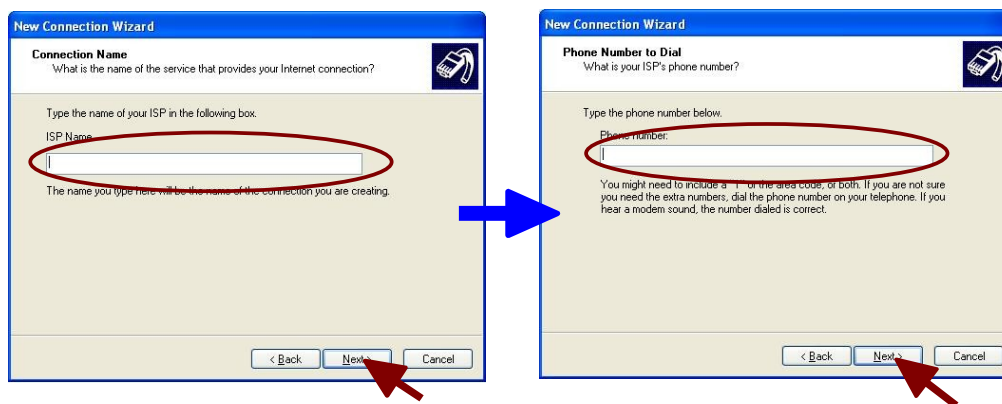 New Connection Wizard
Connection Name
What is the name of the service that provides your Internet connection?
Type the name of your ISP in the following box.
ISP Name
The name you type here will be the name of the connection you are creating.
< Back
Next >
Cancel
New Connection Wizard
Phone Number to Dial
What is your ISP's phone number?
Type the phone number below.
Phone number:
You might need to include a "1" or the area code, or both. If you are not sure
you need the extra numbers, dial the phone number on your telephone. If you
hear a modem sound, the number dialed is correct.
< Back
Next >
Cancel